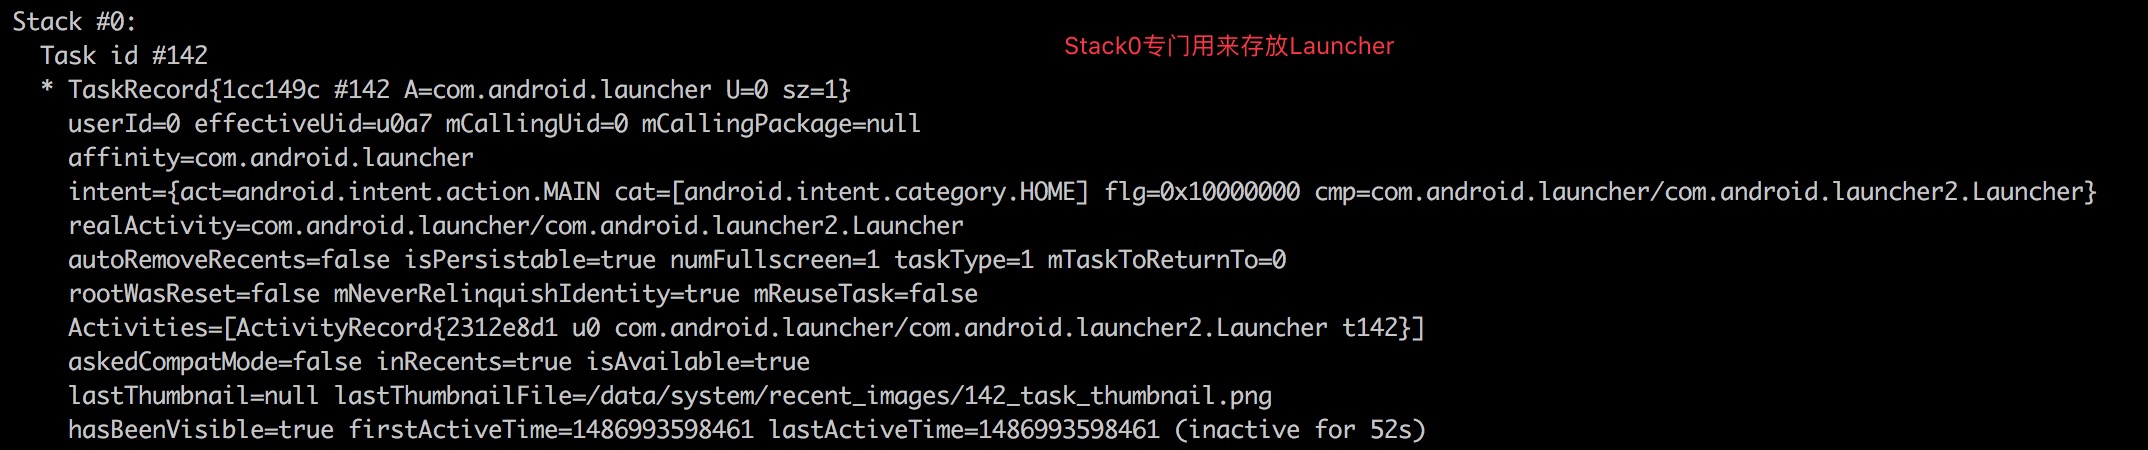 Stack #0:
Stack0专门用来存放Launcher
Task id #142
* TaskRecord{1cc149c #142 A=com.android.launcher U=0 sz=1}
userId=0 effectiveUid=u0a7 mCallingUid=0 mCallingPackage=null
affinity=com.android.launcher
intent={act=android.intent.action.MAIN cat=[android.intent.category.HOME] flg=0x10000000 cmp=com.android.launcher/com.android.launcher2.Launcher}
realActivity=com.android.launcher/com.android.launcher2.Launcher
autoRemoveRecents=false isPersistable=true numFullscreen=1 taskType=1 mTaskToReturnTo=0
rootWasReset=false mNeverRelinquishIdentity=true mReuseTask=false
Activities=[ActivityRecord{2312e8d1 u0 com.android.launcher/com.android.launcher2.Launcher t142}]
askedCompatMode=false inRecents=true isAvailable=true
lastThumbnail=null lastThumbnailFile=/data/system/recent_images/142_task_thumbnail.png
hasBeenVisible=true firstActiveTime=1486993598461 lastActiveTime=1486993598461 (inactive for 52s)